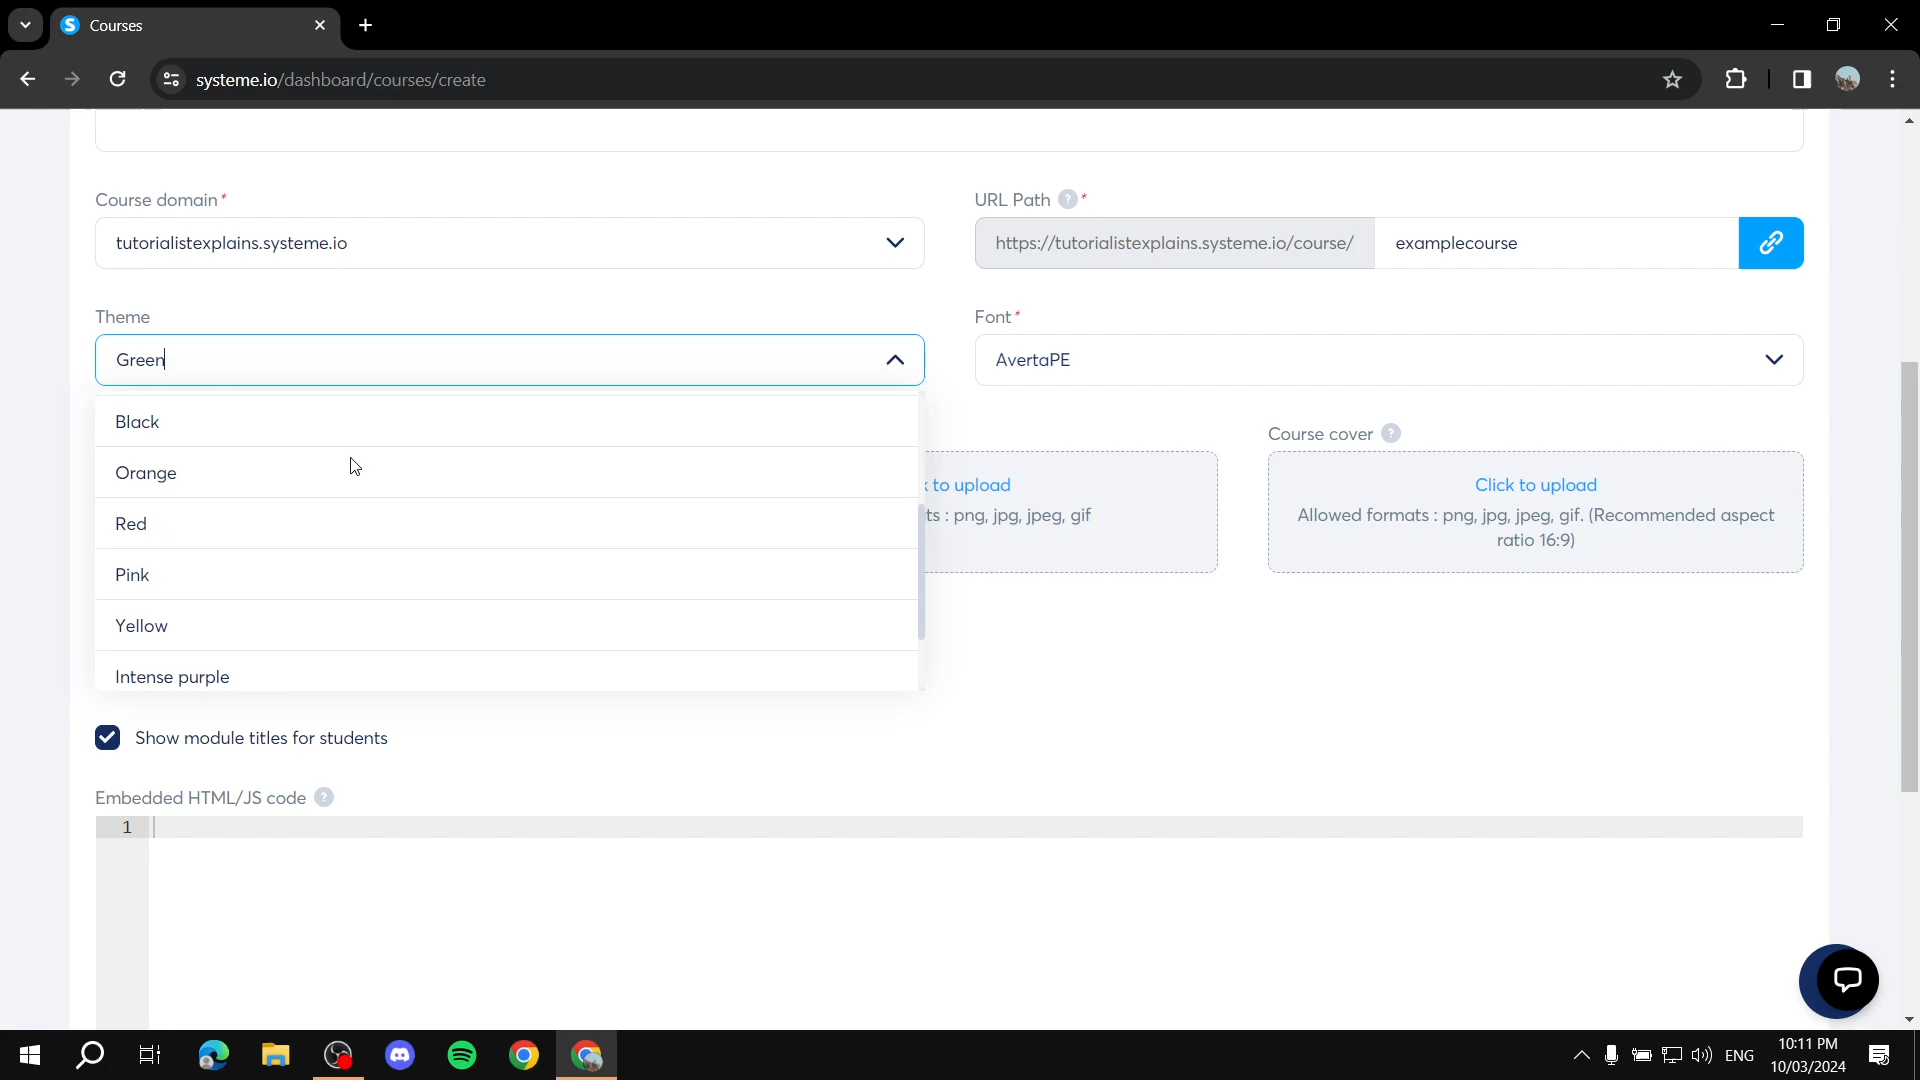 Courses
systeme.io/dashboard/courses/create
Course domain*
URL Path ? *
tutorialistexplains.systeme.io
https://tutorialistexplains.systeme.io/course/ examplecourse
Theme
Font*
Green
AvertaPE
Black
Orange
Red
Pink
Yellow
Intense purple
to upload
ts : png, jpg, jpeg, gif
Course cover ?
Click to upload
Allowed formats : png, jpg, jpeg, gif. (Recommended aspect
ratio 16:9)
Show module titles for students
Embedded HTML/JS code ?
1
ENG
10:11 PM
10/03/2024